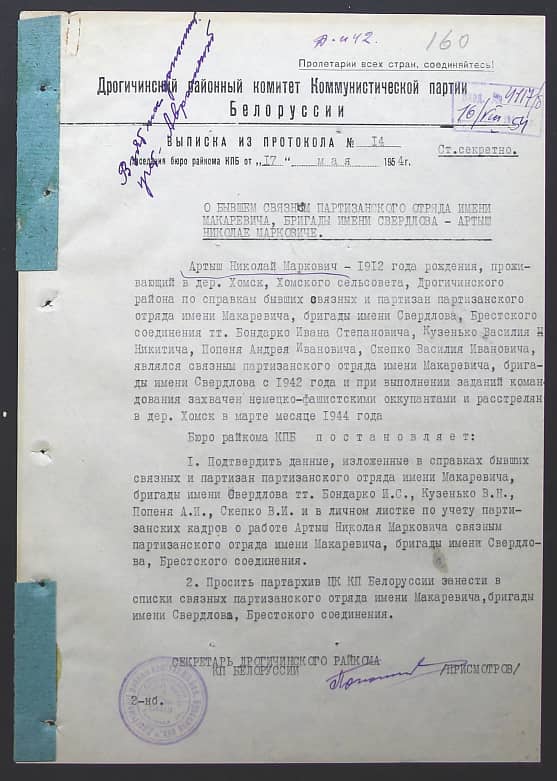 160
Пролетарии всех стран, соединяйтесь!
Дрогичинский районный комитет Коммунистической партии
Белоруссии
16/VIII 54
ВЫПИСКА ИЗ ПРОТОКОЛА № 14
заседания бюро райкома КПБ от „17" мая 1954г.
Ст.секретно.
О БЫВШЕМ СВЯЗНОМ ПАРТИЗАНСКОГО ОТРЯДА ИМЕНИ
МАКАРЕВИЧА, БРИГАДЫ ИМЕНИ СВЕРДЛОВА – АРТЫШ
НИКОЛАЕ МАРКОВИЧЕ.
Артыш Николай Маркович – 1912 года рождения, прожи-
вающий в дер. Хомск, Хомского сельсовета, Дрогичинского
района по справкам бывших связных и партизан партизанского
отряда имени Макаревича, бригады имени Свердлова, Брестского
соединения тт. Бондарко Ивана Степановича, Кузенько Василия Н
Никитича, Попеня Андрея Ивановича, Скепко Василия Ивановича,
являлся связным партизанского отряда имени Макаревича, брига-
ды имени Свердлова с 1942 года и при выполнении заданий коман-
дования захвачен немецко-фашистскими оккупантами и расстрелян
в дер. Хомск в марте месяце 1944 года
Бюро райкома КПБ постановляет:
1. Подтвердить данные, изложенные в справках бывших
связных и партизан партизанского отряда имени Макаревича,
бригады имени Свердлова тт. Бондарко И.С., Кузенько В.Н.,
Попеня А.И., Скепко В.И. и в личном листке по учету парти-
занских кадров о работе Артыш Николая Марковича связным
партизанского отряда имени Макаревича, бригады имени Свердло-
ва, Брестского соединения.
2. Просить партархив ЦК КП Белоруссии занести в
списки связных партизанского отряда имени Макаревича,бригады
имени Свердлова, Брестского соединения.
СЕКРЕТАРЬ ДРОГИЧИНСКОГО РАЙКОМА
КП БЕЛОРУССИИ
/ПРИСМОТРОВ/
2-нб.